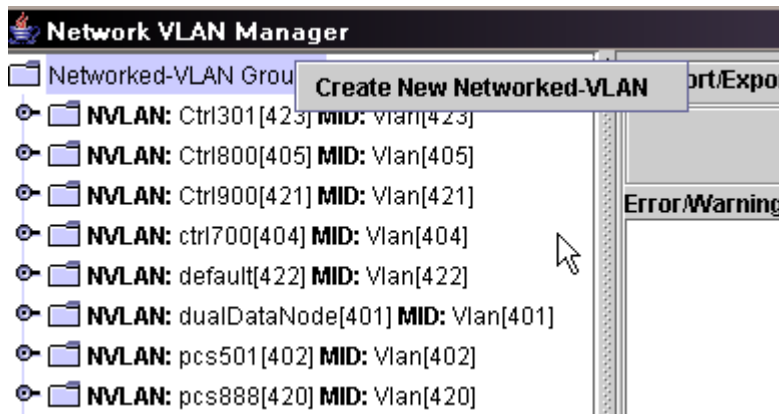 Network VLAN Manager
Networked-VLAN Grou
Create New Networked-VLAN
ort/Expo
NVLAN: Ctrl301[423] MID: Vlan[423]
NVLAN: Ctrl800[405] MID: Vlan[405]
NVLAN: Ctrl900[421] MID: Vlan[421]
Error/Warning
NVLAN: ctrl700[404] MID: Vlan[404]
NVLAN: default[422] MID: Vlan[422]
NVLAN: dualDataNode[401] MID: Vlan[401]
NVLAN: pcs501[402] MID: Vlan[402]
NVLAN: pcs888[420] MID: Vlan[420]